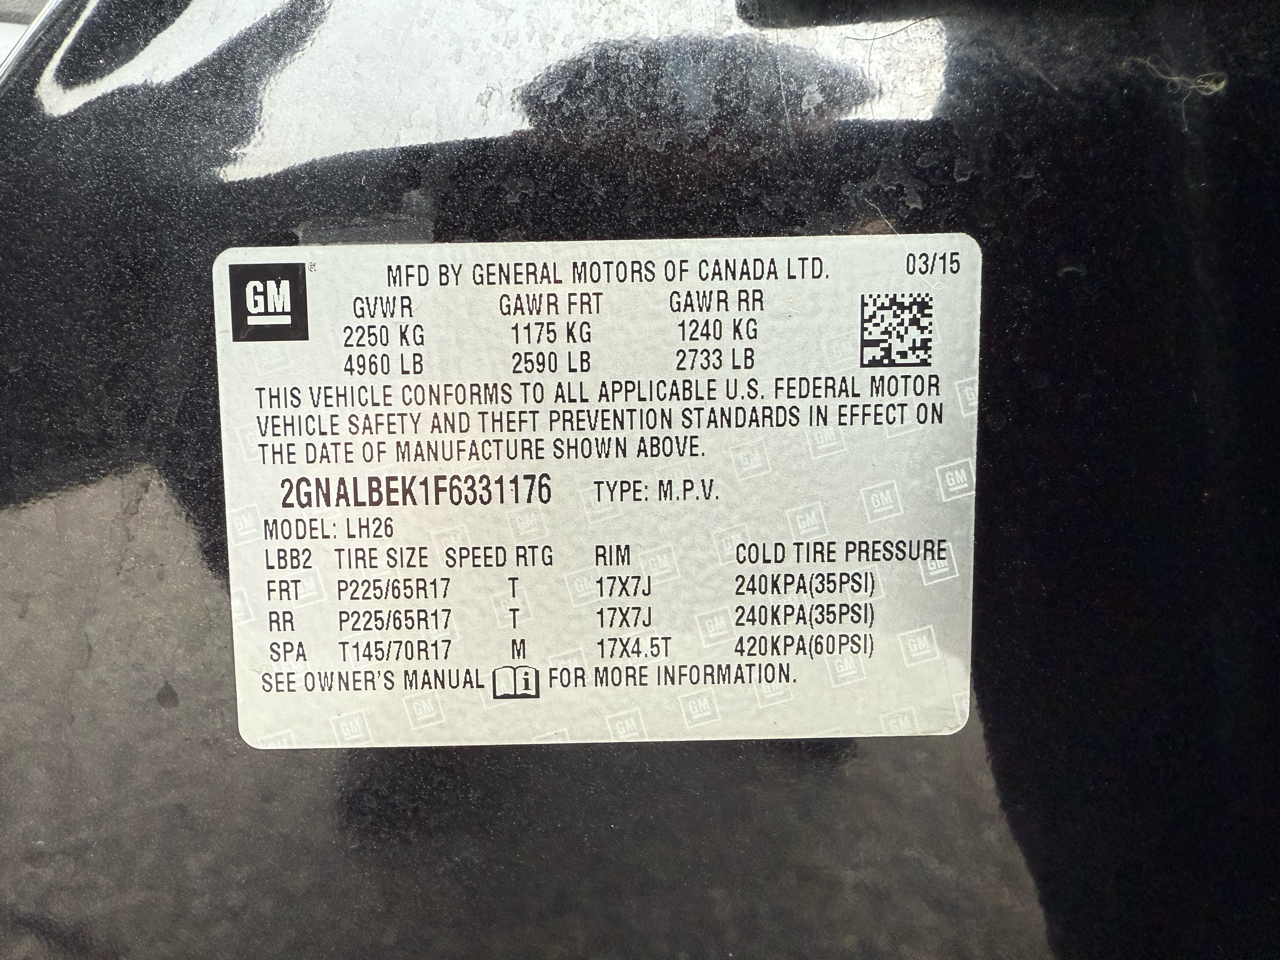 GM MFD BY GENERAL MOTORS OF CANADA LTD. 03/15
GVWR GAWR FRT GAWR RR
2250 KG 1175 KG 1240 KG
4960 LB 2590 LB 2733 LB
THIS VEHICLE CONFORMS TO ALL APPLICABLE U.S. FEDERAL MOTOR
VEHICLE SAFETY AND THEFT PREVENTION STANDARDS IN EFFECT ON
THE DATE OF MANUFACTURE SHOWN ABOVE.
2GNALBEK1F6331176 TYPE: M.P.V.
MODEL: LH26
LBB2 TIRE SIZE SPEED RTG RIM COLD TIRE PRESSURE
FRT P225/65R17 T 17X7J 240KPA(35PSI)
RR P225/65R17 T 17X7J 240KPA(35PSI)
SPA T145/70R17 M 17X4.5T 420KPA(60PSI)
SEE OWNER'S MANUAL i FOR MORE INFORMATION.